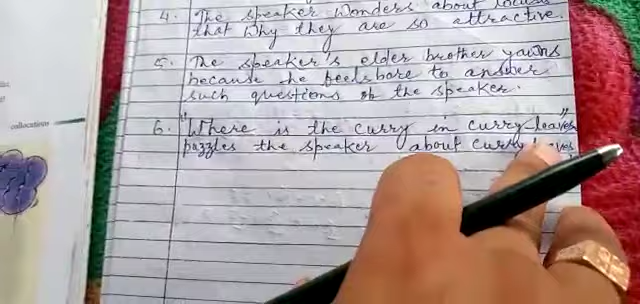 4. The speaker wonders about
that why they are so attractive.
5. The speaker's elder brother yawns
because he feels bore to answer
such questions of the speaker.
6. "Where is the curry in curry leaves"
puzzles the speaker about curry
collocations